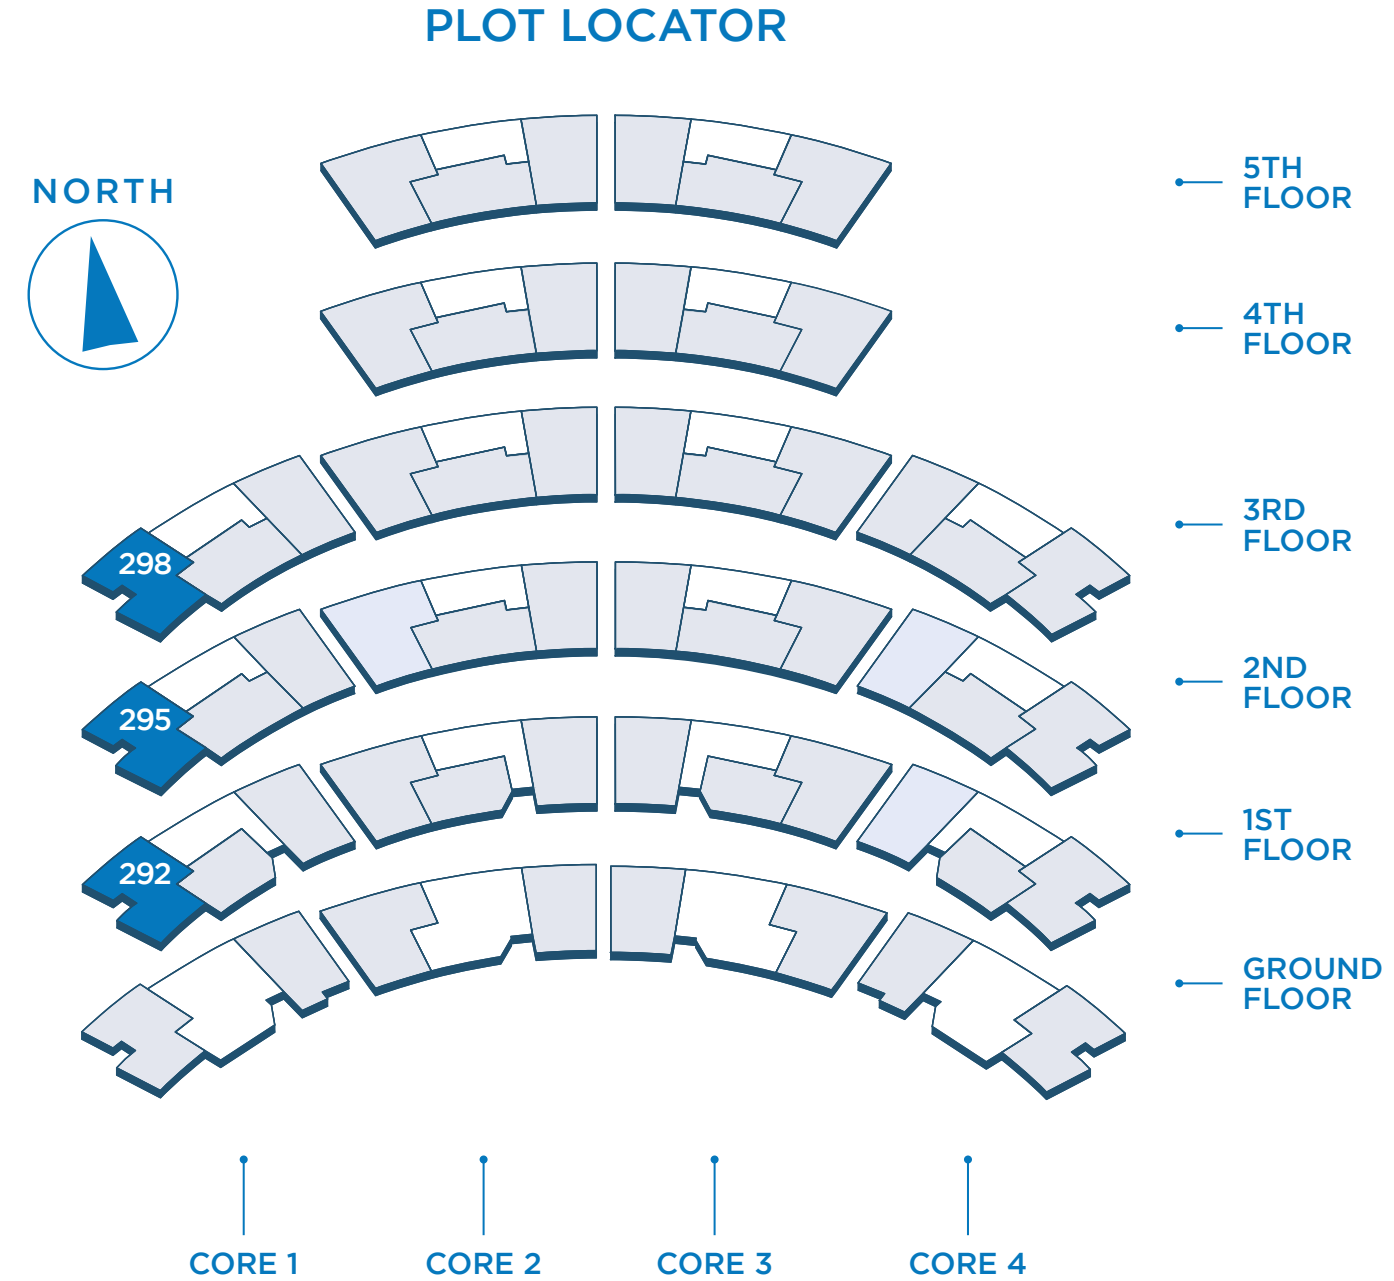 PLOT LOCATOR
NORTH
5TH
FLOOR
4TH
FLOOR
3RD
FLOOR
298
2ND
FLOOR
295
1ST
FLOOR
292
GROUND
FLOOR
CORE 1
CORE 2
CORE 3
CORE 4